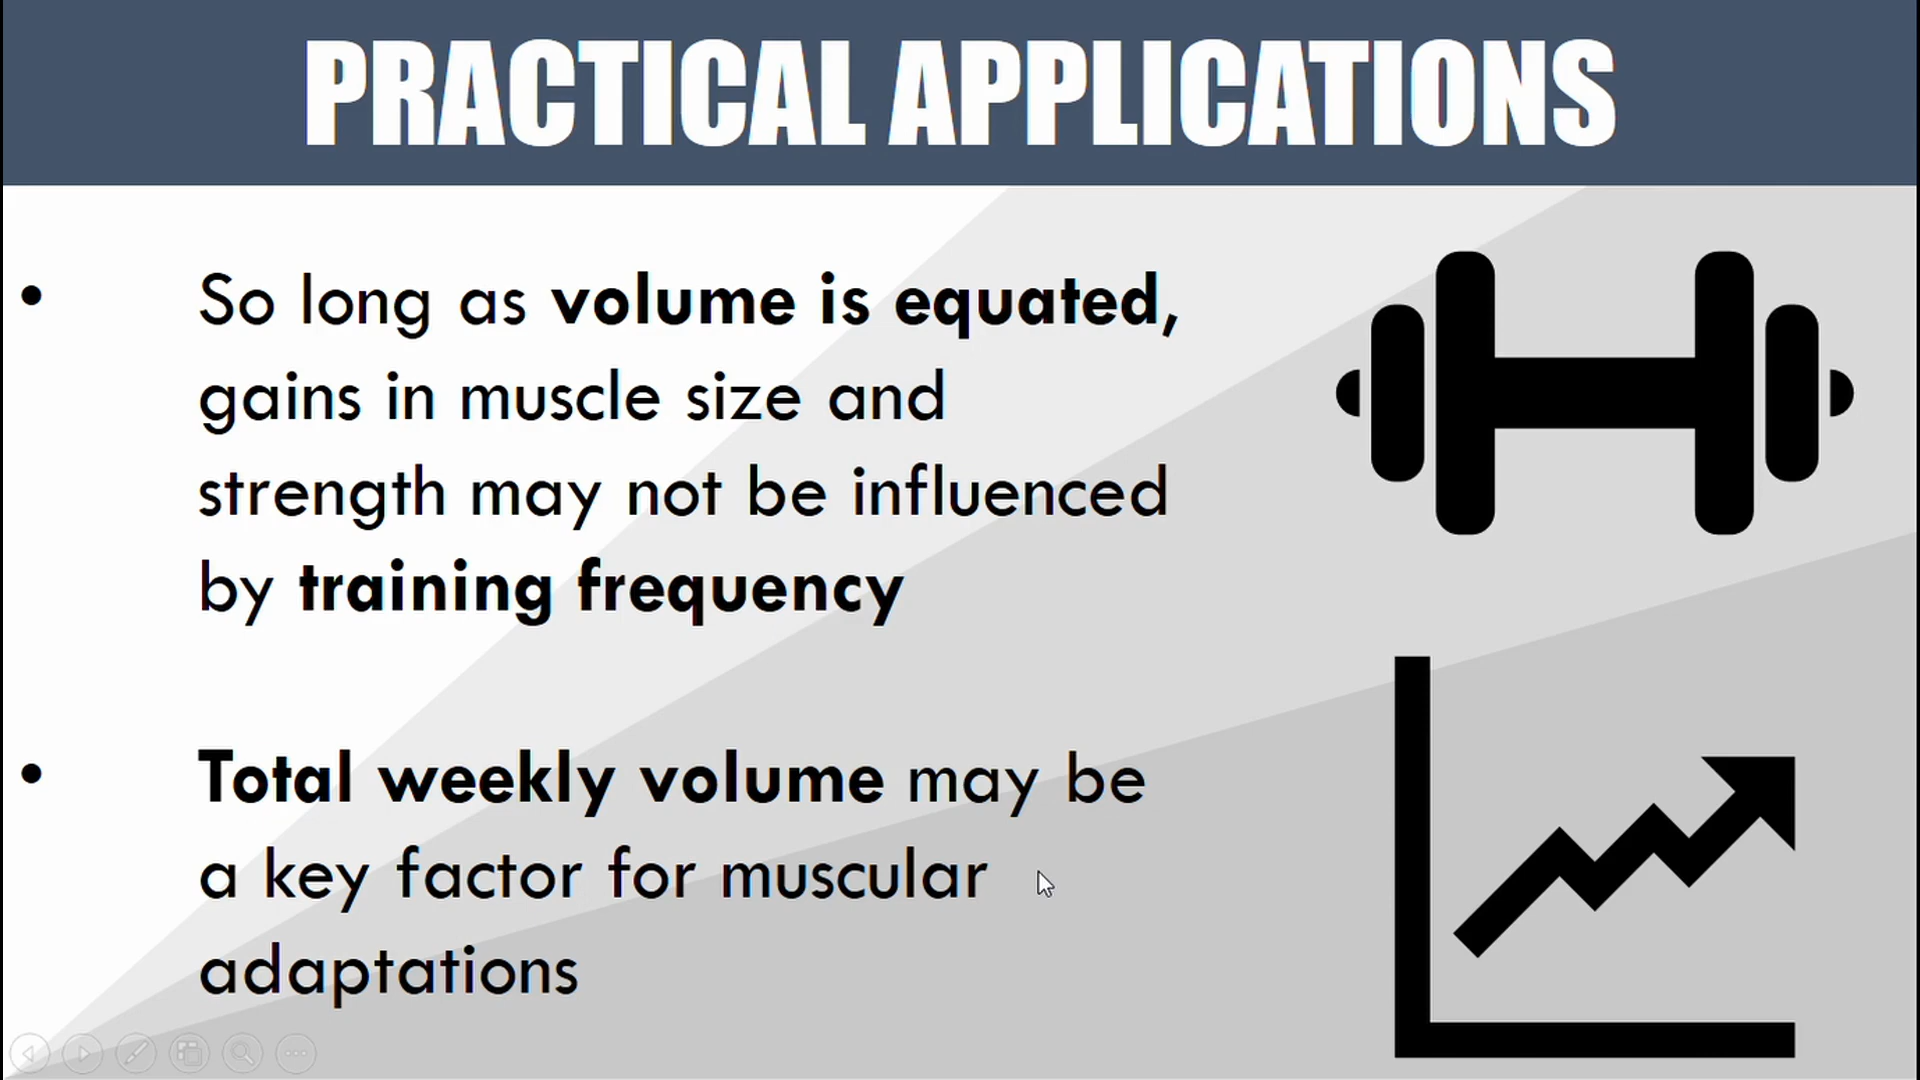 PRACTICAL APPLICATIONS
• So long as volume is equated,
gains in muscle size and
strength may not be influenced
by training frequency
• Total weekly volume may be
a key factor for muscular
adaptations